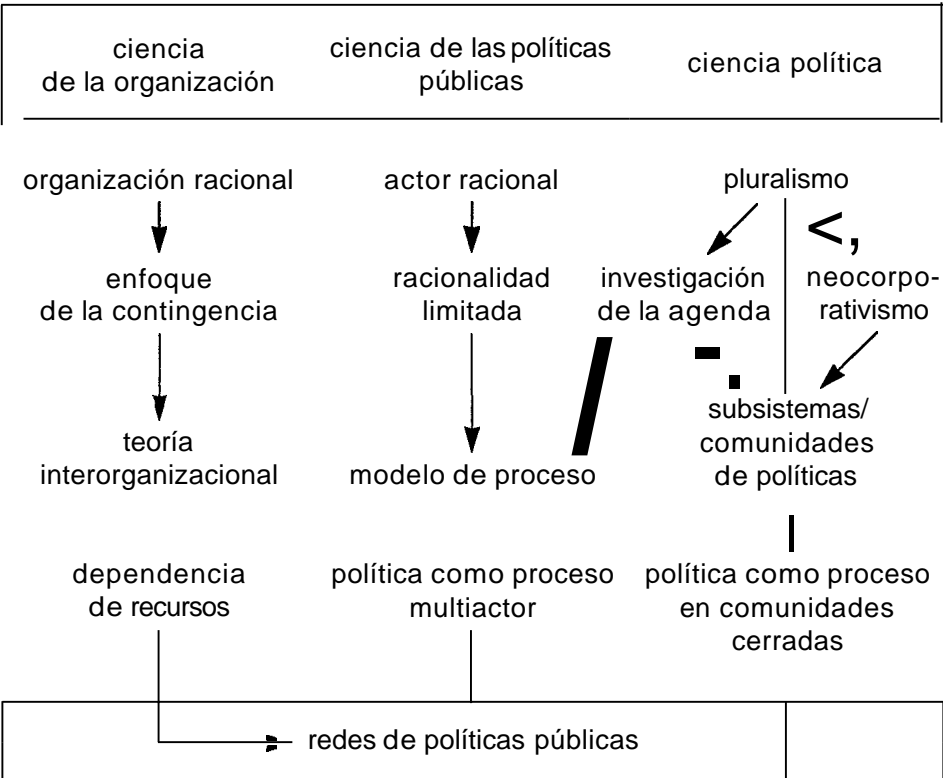 ciencia
de la organización
ciencia de las políticas
públicas
ciencia política
organización racional
actor racional
pluralismo
<,
enfoque
de la contingencia
racionalidad
limitada
investigación
de la agenda
neocorpo-
rativismo
teoría
interorganizacional
modelo de proceso
subsistemas/
comunidades
de políticas
dependencia
de recursos
política como proceso
multiactor
política como proceso
en comunidades
cerradas
redes de políticas públicas